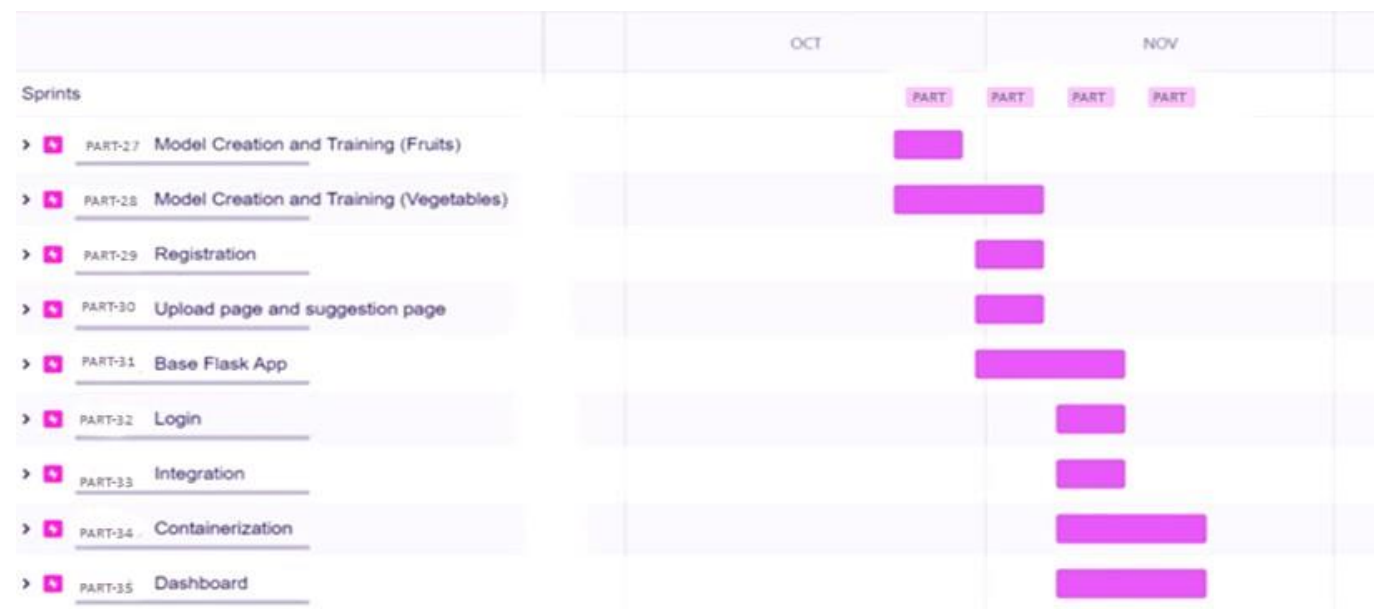 OCT NOV
Sprints PART PART PART PART
PART-27 Model Creation and Training (Fruits)
PART-28 Model Creation and Training (Vegetables)
PART-29 Registration
PART-30 Upload page and suggestion page
PART-31 Base Flask App
PART-32 Login
PART-33 Integration
PART-34 Containerization
PART-35 Dashboard